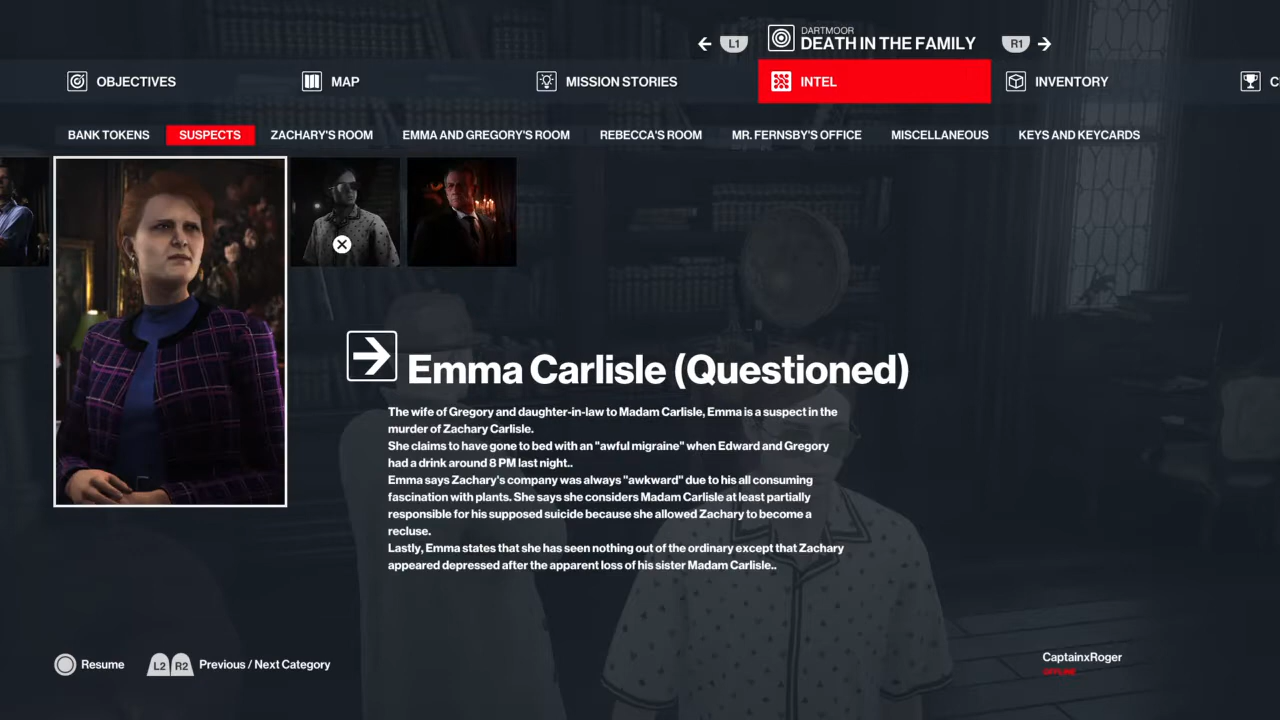 DARTMOOR
L1 DEATH IN THE FAMILY R1
OBJECTIVES MAP MISSION STORIES INTEL INVENTORY C
BANK TOKENS SUSPECTS ZACHARY'S ROOM EMMA AND GREGORY'S ROOM REBECCA'S ROOM MR. FERNSBY'S OFFICE MISCELLANEOUS KEYS AND KEYCARDS
Emma Carlisle (Questioned)
The wife of Gregory and daughter-in-law to Madam Carlisle, Emma is a suspect in the
murder of Zachary Carlisle.
She claims to have gone to bed with an "awful migraine" when Edward and Gregory
had a drink around 8 PM last night..
Emma says Zachary's company was always "awkward" due to his all consuming
fascination with plants. She says she considers Madam Carlisle at least partially
responsible for his supposed suicide because she allowed Zachary to become a
recluse.
Lastly, Emma states that she has seen nothing out of the ordinary except that Zachary
appeared depressed after the apparent loss of his sister Madam Carlisle..
Resume L2 R2 Previous / Next Category
CaptainxRoger
OFFLINE